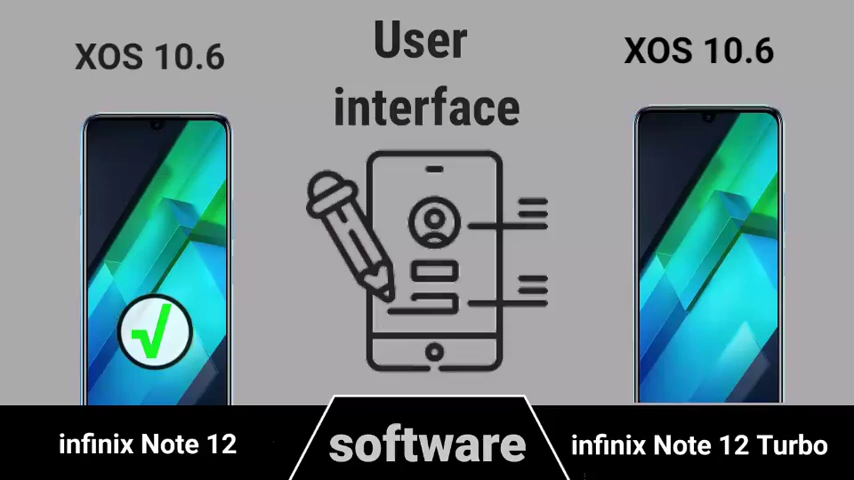 XOS 10.6
User
interface
XOS 10.6
infinix Note 12
software
infinix Note 12 Turbo